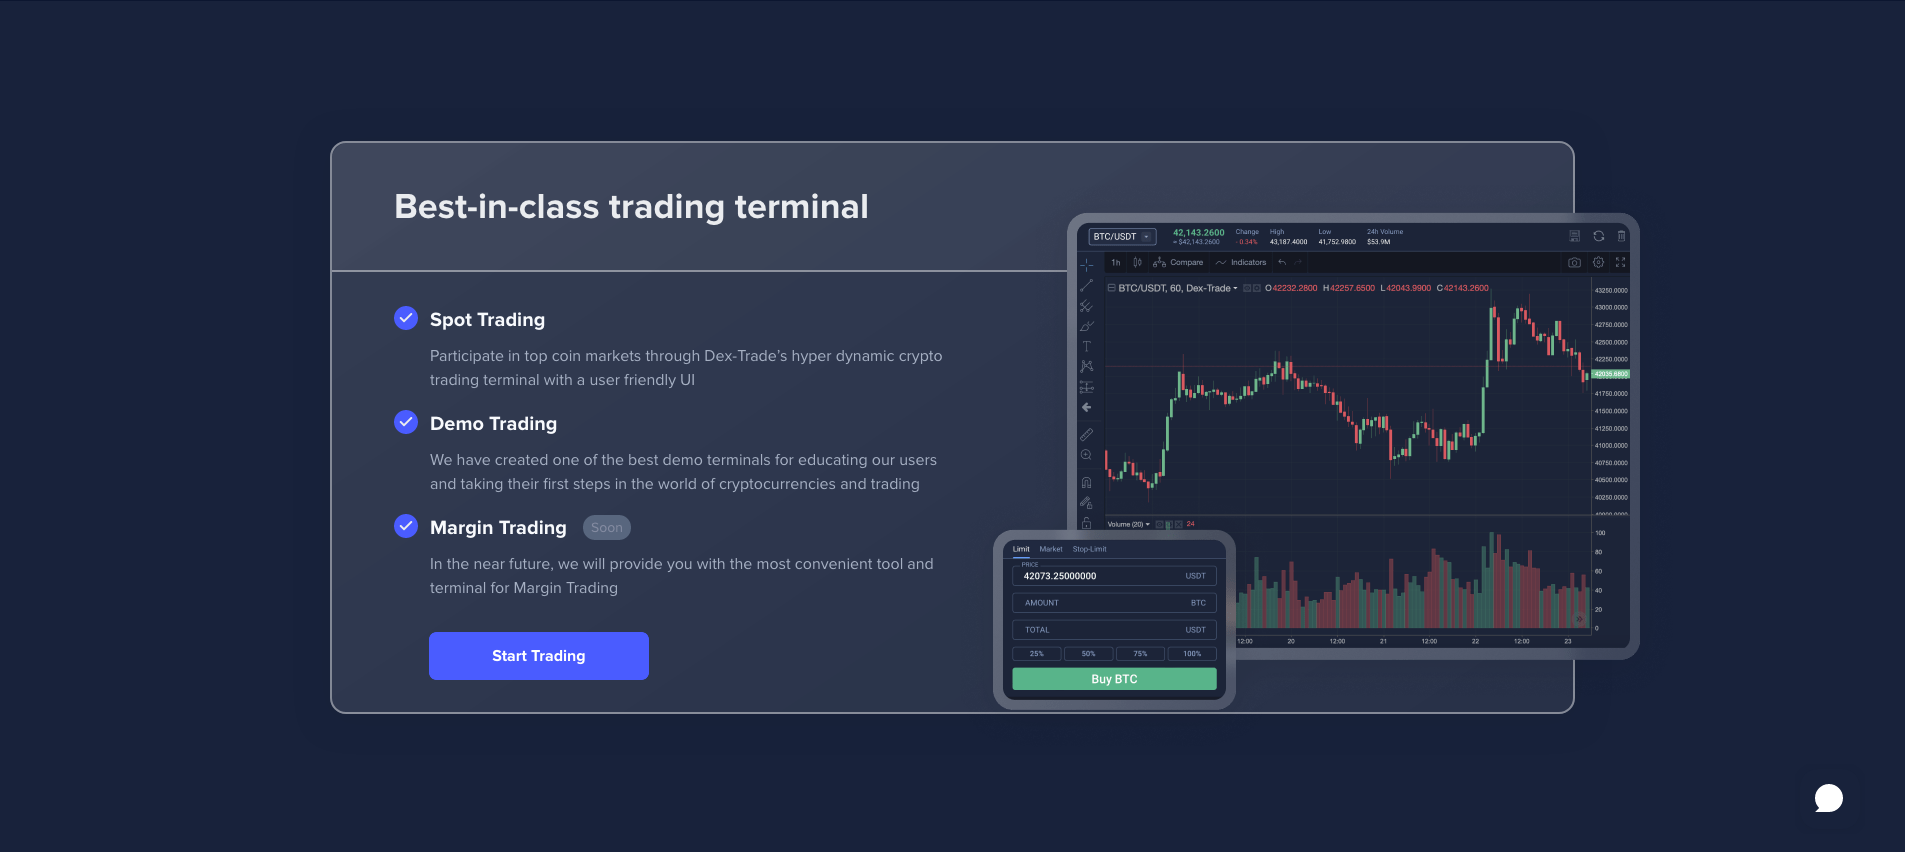 Best-in-class trading terminal
Spot Trading
Participate in top coin markets through Dex-Trade's hyper dynamic crypto
trading terminal with a user friendly UI
Demo Trading
We have created one of the best demo terminals for educating our users
and taking their first steps in the world of cryptocurrencies and trading
Margin Trading Soon
In the near future, we will provide you with the most convenient tool and
terminal for Margin Trading
Start Trading
BTC/USDT 42,143.2600 Change High Low 24h Volume
≈ $42,143.2600 - 0.34% 43,187.4000 41,752.9800 $53.9M
1h Compare Indicators
BTC/USDT, 60, Dex-Trade O42232.2800 H42257.6500 L42043.9900 C42143.2600
43250.0000
43000.0000
42750.0000
42500.0000
42250.0000
42035.6800
41750.0000
41500.0000
41250.0000
41000.0000
40750.0000
40500.0000
40250.0000
40000.0000
Volume (20) 24
100
80
60
40
20
0
12:00 20 12:00 21 12:00 22 12:00 23
Limit Market Stop-Limit
PRICE
42073.25000000 USDT
AMOUNT BTC
TOTAL USDT
25% 50% 75% 100%
Buy BTC